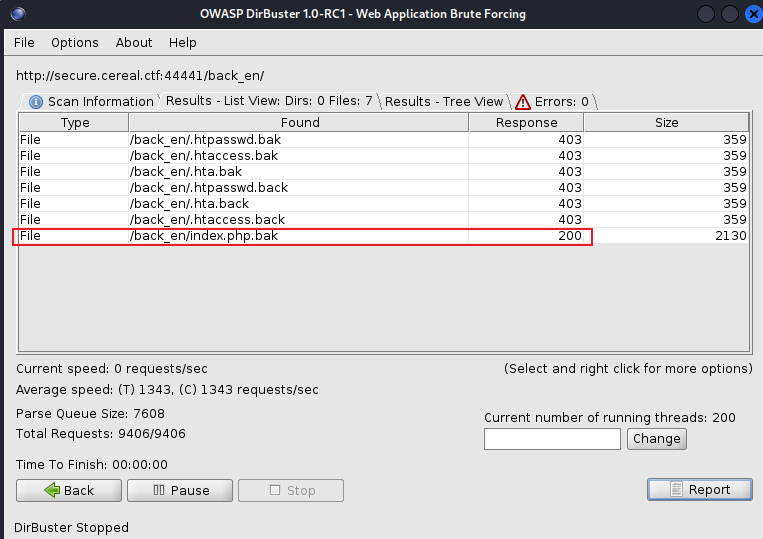 OWASP DirBuster 1.0-RC1 - Web Application Brute Forcing
File Options About Help
http://secure.cereal.ctf:44441/back_en/
Scan Information Results - List View: Dirs: 0 Files: 7 Results - Tree View Errors: 0
Type Found Response Size
File /back_en/.htpasswd.bak 403 359
File /back_en/.htaccess.bak 403 359
File /back_en/.hta.bak 403 359
File /back_en/.htpasswd.back 403 359
File /back_en/.hta.back 403 359
File /back_en/.htaccess.back 403 359
File /back_en/index.php.bak 200 2130
Current speed: 0 requests/sec (Select and right click for more options)
Average speed: (T) 1343, (C) 1343 requests/sec
Parse Queue Size: 7608 Current number of running threads: 200
Total Requests: 9406/9406 Change
Time To Finish: 00:00:00
Back Pause Stop Report
DirBuster Stopped